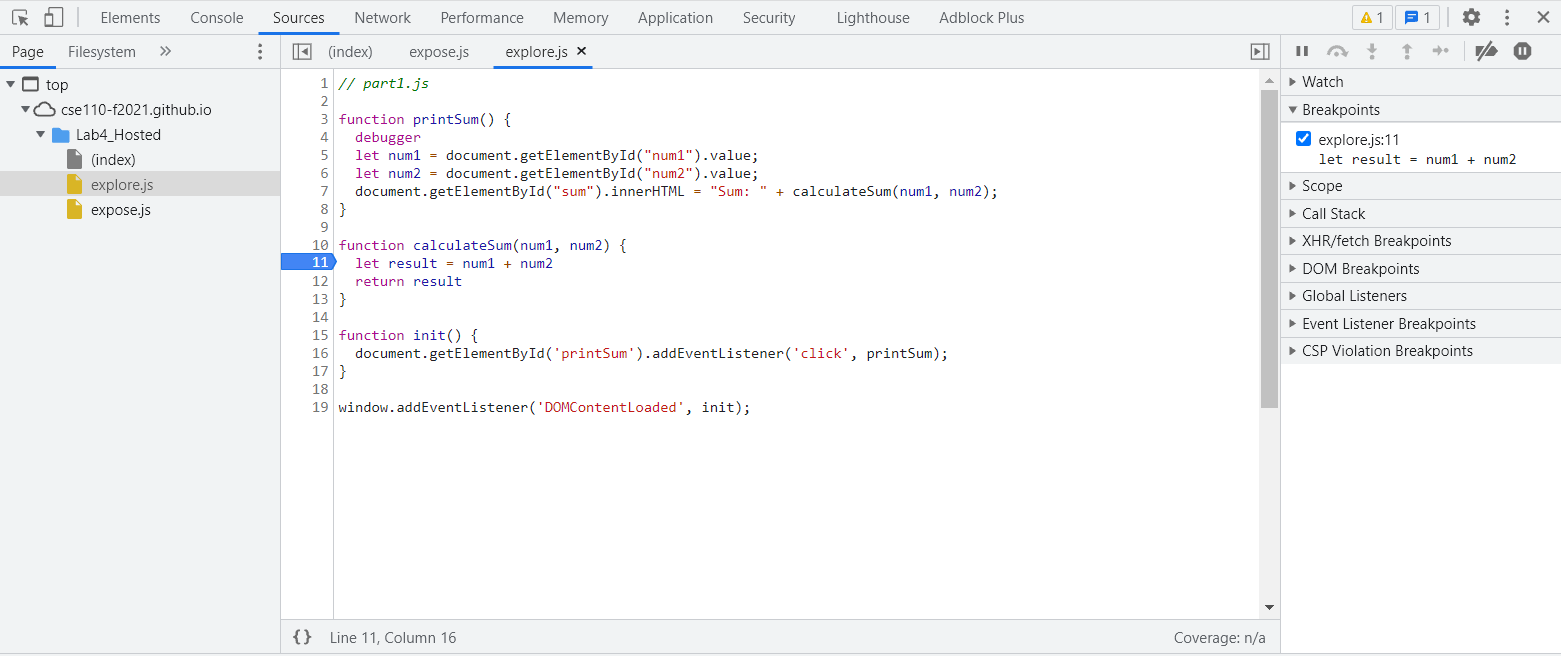 Elements Console Sources Network Performance Memory Application Security Lighthouse Adblock Plus 1 1
Page Filesystem
(index) expose.js explore.js
top
cse110-f2021.github.io
Lab4_Hosted
(index)
explore.js
expose.js
1 // part1.js
2
3 function printSum() {
4   debugger
5   let num1 = document.getElementById("num1").value;
6   let num2 = document.getElementById("num2").value;
7   document.getElementById("sum").innerHTML = "Sum: " + calculateSum(num1, num2);
8 }
9
10 function calculateSum(num1, num2) {
11   let result = num1 + num2
12   return result
13 }
14
15 function init() {
16   document.getElementById('printSum').addEventListener('click', printSum);
17 }
18
19 window.addEventListener('DOMContentLoaded', init);
{} Line 11, Column 16 Coverage: n/a
Watch
Breakpoints
explore.js:11
let result = num1 + num2
Scope
Call Stack
XHR/fetch Breakpoints
DOM Breakpoints
Global Listeners
Event Listener Breakpoints
CSP Violation Breakpoints